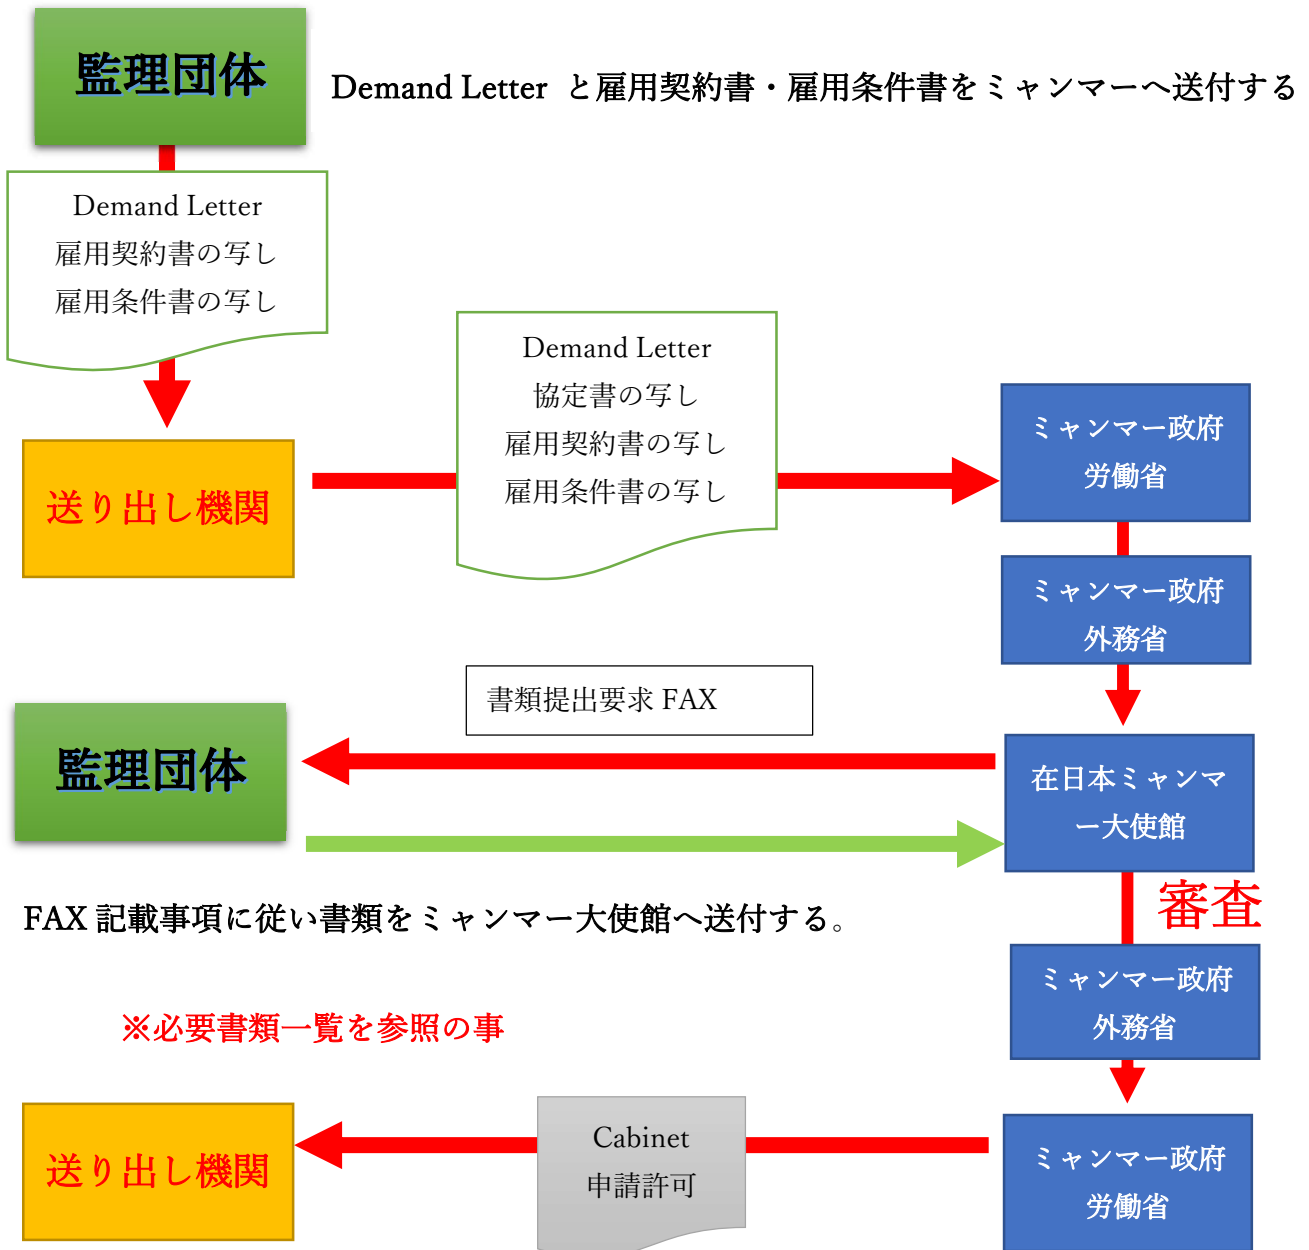 監理団体
Demand Letter と雇用契約書・雇用条件書をミャンマーへ送付する
Demand Letter
雇用契約書の写し
雇用条件書の写し
Demand Letter
協定書の写し
雇用契約書の写し
雇用条件書の写し
送り出し機関
ミャンマー政府
労働省
ミャンマー政府
外務省
書類提出要求 FAX
監理団体
在日本ミャンマ
ー大使館
審査
FAX 記載事項に従い書類をミャンマー大使館へ送付する。
ミャンマー政府
外務省
※必要書類一覧を参照の事
送り出し機関
Cabinet
申請許可
ミャンマー政府
労働省